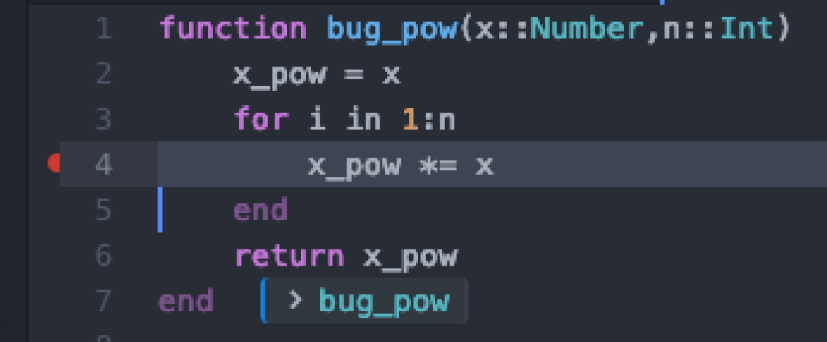 1 function bug_pow(x::Number,n::Int)
2 x_pow = x
3 for i in 1:n
4 x_pow *= x
5 end
6 return x_pow
7 end > bug_pow